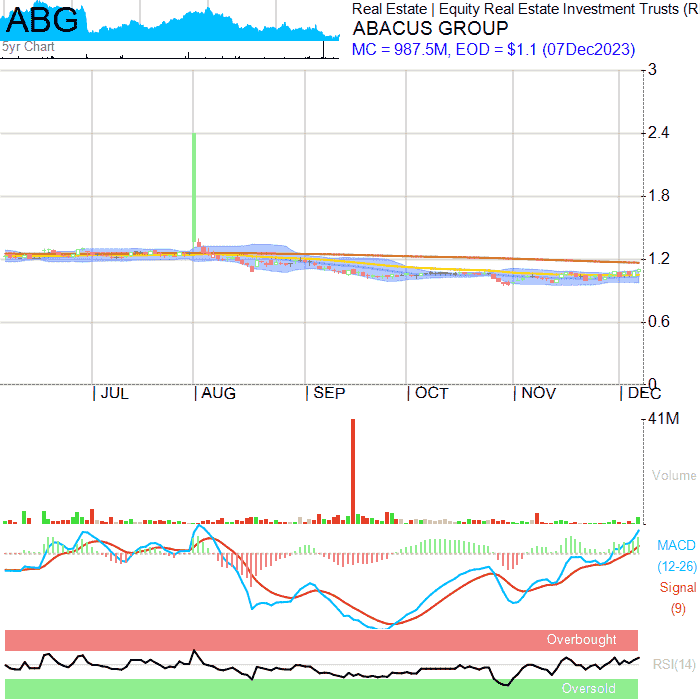 ABG
5yr Chart
Real Estate | Equity Real Estate Investment Trusts (R
ABACUS GROUP
MC = 987.5M, EOD = $1.1 (07Dec2023)
3
2.4
1.8
1.2
0.6
0
| JUL | AUG | SEP | OCT | NOV | DEC
41M
Volume
MACD
(12-26)
Signal
(9)
Overbought
RSI(14)
Oversold